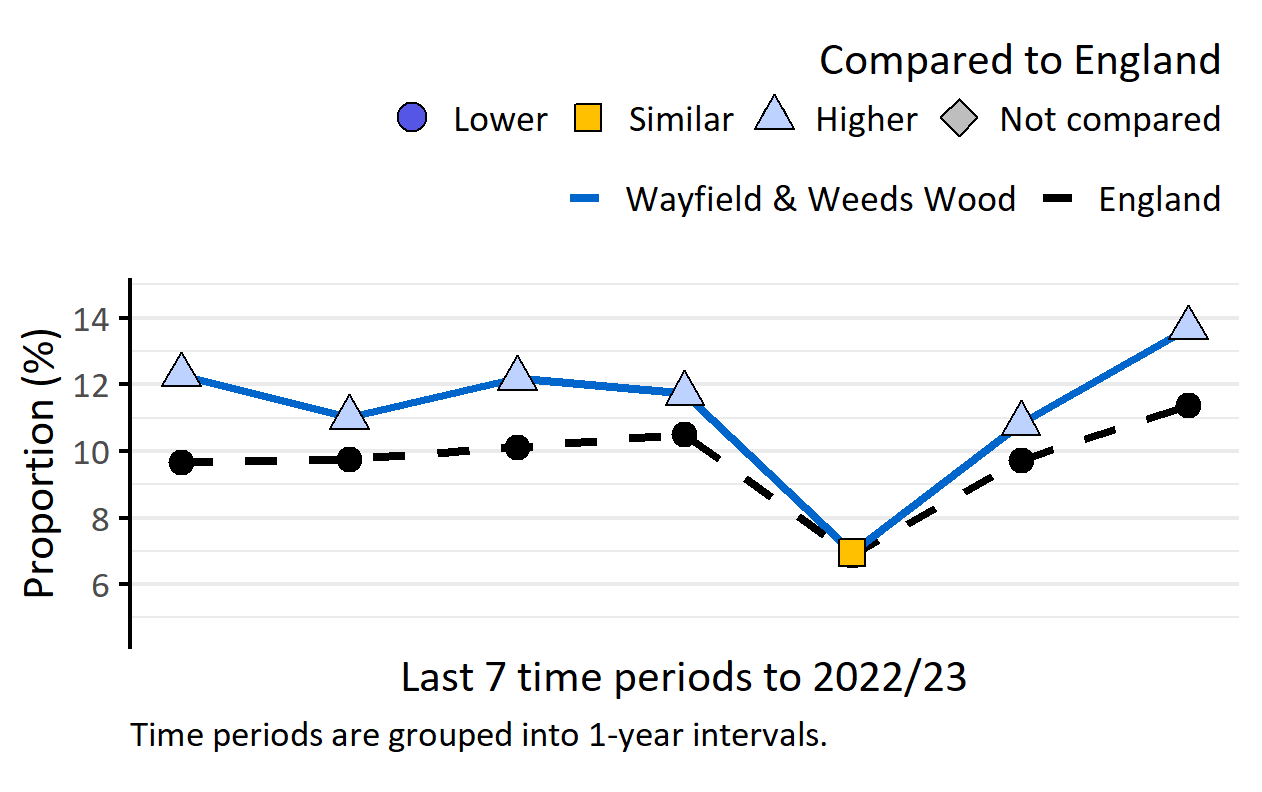 Compared to England
Lower Similar Higher Not compared
Wayfield & Weeds Wood England
Proportion (%)
14
12
10
8
6
Last 7 time periods to 2022/23
Time periods are grouped into 1-year intervals.